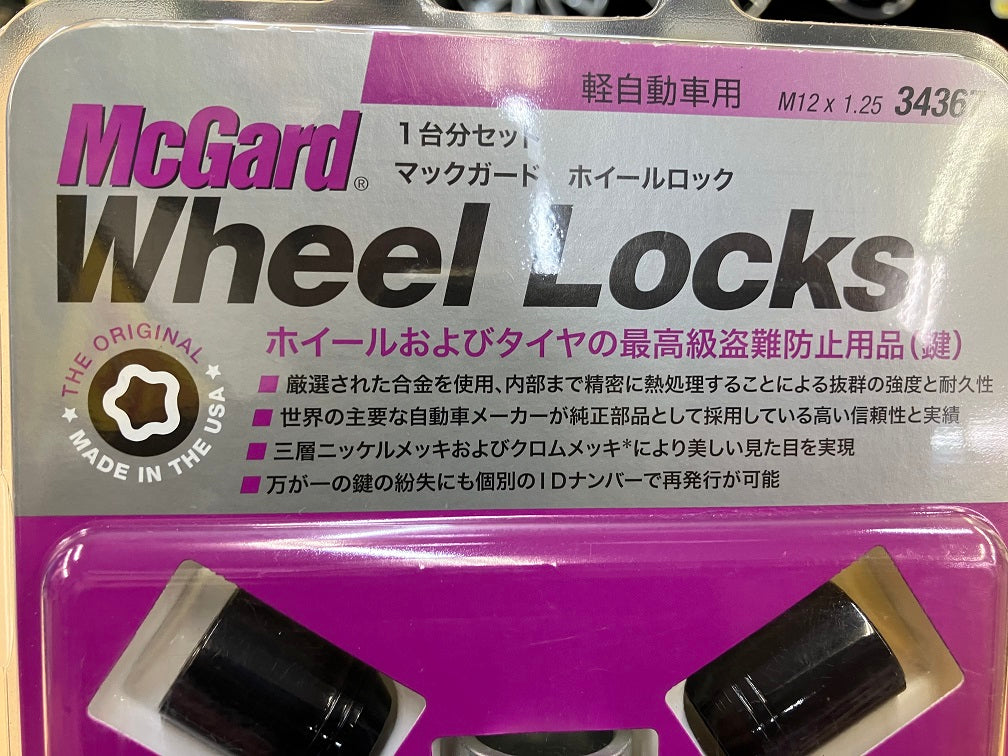 軽自動車用 M12 x 1.25 34367
McGard®
1台分セット
マックガード ホイールロック
Wheel Locks
ホイールおよびタイヤの最高級盗難防止用品(鍵)
THE ORIGINAL
★ MADE IN THE USA ★
■ 厳選された合金を使用、内部まで精密に熱処理することによる抜群の強度と耐久性
■ 世界の主要な自動車メーカーが純正部品として採用している高い信頼性と実績
■ 三層ニッケルメッキおよびクロムメッキ*により美しい見た目を実現
■ 万が一の鍵の紛失にも個別のIDナンバーで再発行が可能